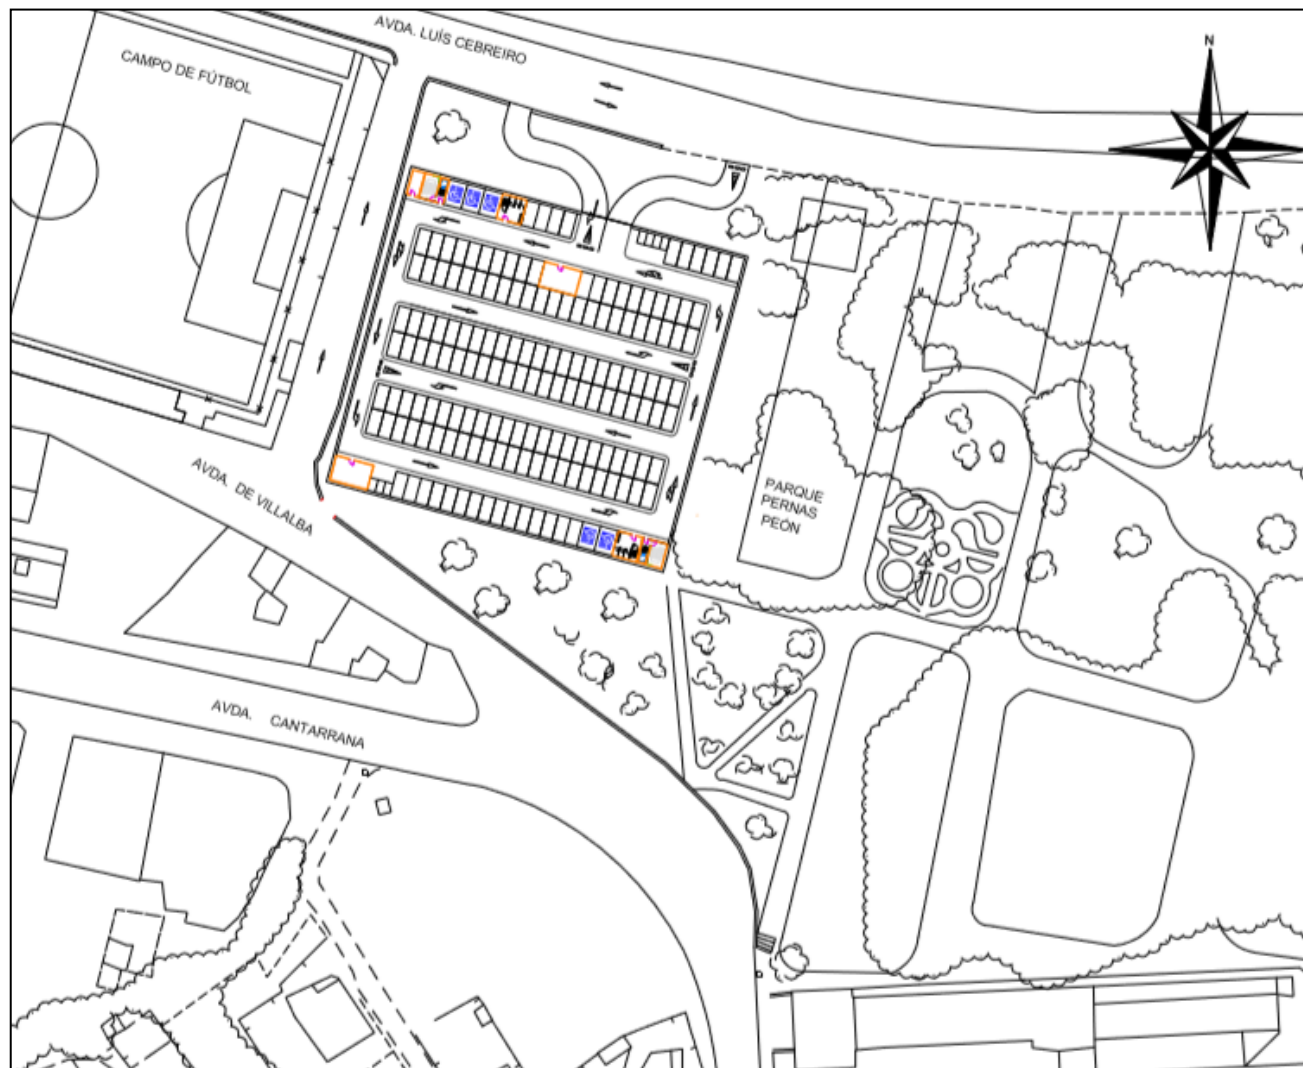 AVDA. LUÍS CEBREIRO
N
CAMPO DE FÚTBOL
AVDA. DE VILLALBA
PARQUE
PERNAS
PEÓN
AVDA. CANTARRANA